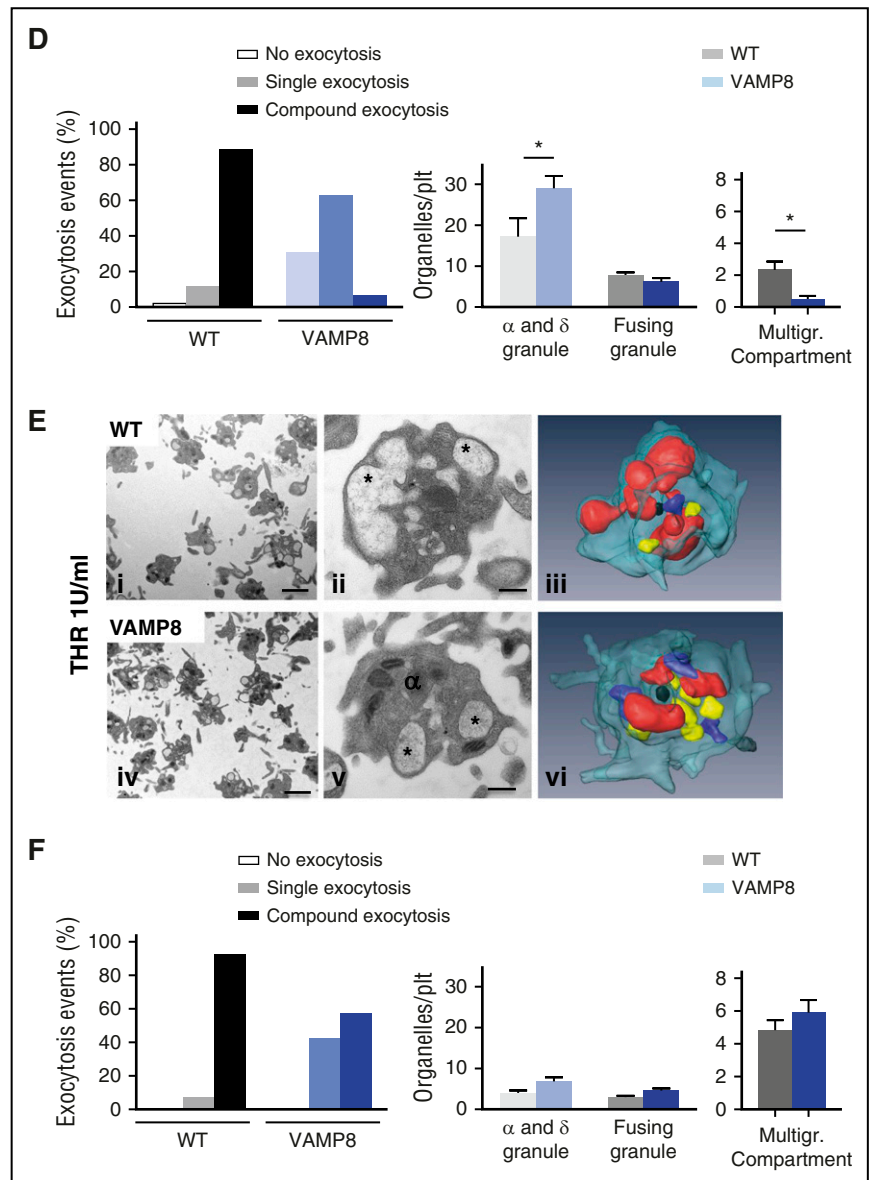 D
No exocytosis
Single exocytosis
Compound exocytosis
WT
VAMP8
Exocytosis events (%)
100
80
60
40
20
0
WT
VAMP8
Organelles/plt
30
20
10
0
*
α and δ
granule
Fusing
granule
8
6
4
2
0
*
Multigr.
Compartment
E
THR 1U/ml
WT
i
*
*
ii
iii
VAMP8
iv
α
*
*
v
vi
F
No exocytosis
Single exocytosis
Compound exocytosis
WT
VAMP8
Exocytosis events (%)
100
80
60
40
20
0
WT
VAMP8
Organelles/plt
30
20
10
0
α and δ
granule
Fusing
granule
8
6
4
2
0
Multigr.
Compartment